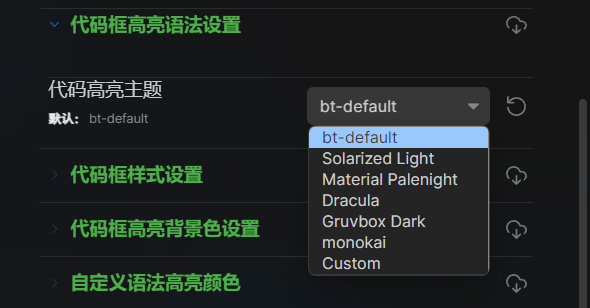 代码框高亮语法设置
代码高亮主题
默认： bt-default
bt-default
bt-default
Solarized Light
Material Palenight
Dracula
Gruvbox Dark
monokai
Custom
代码框样式设置
代码框高亮背景色设置
自定义语法高亮颜色